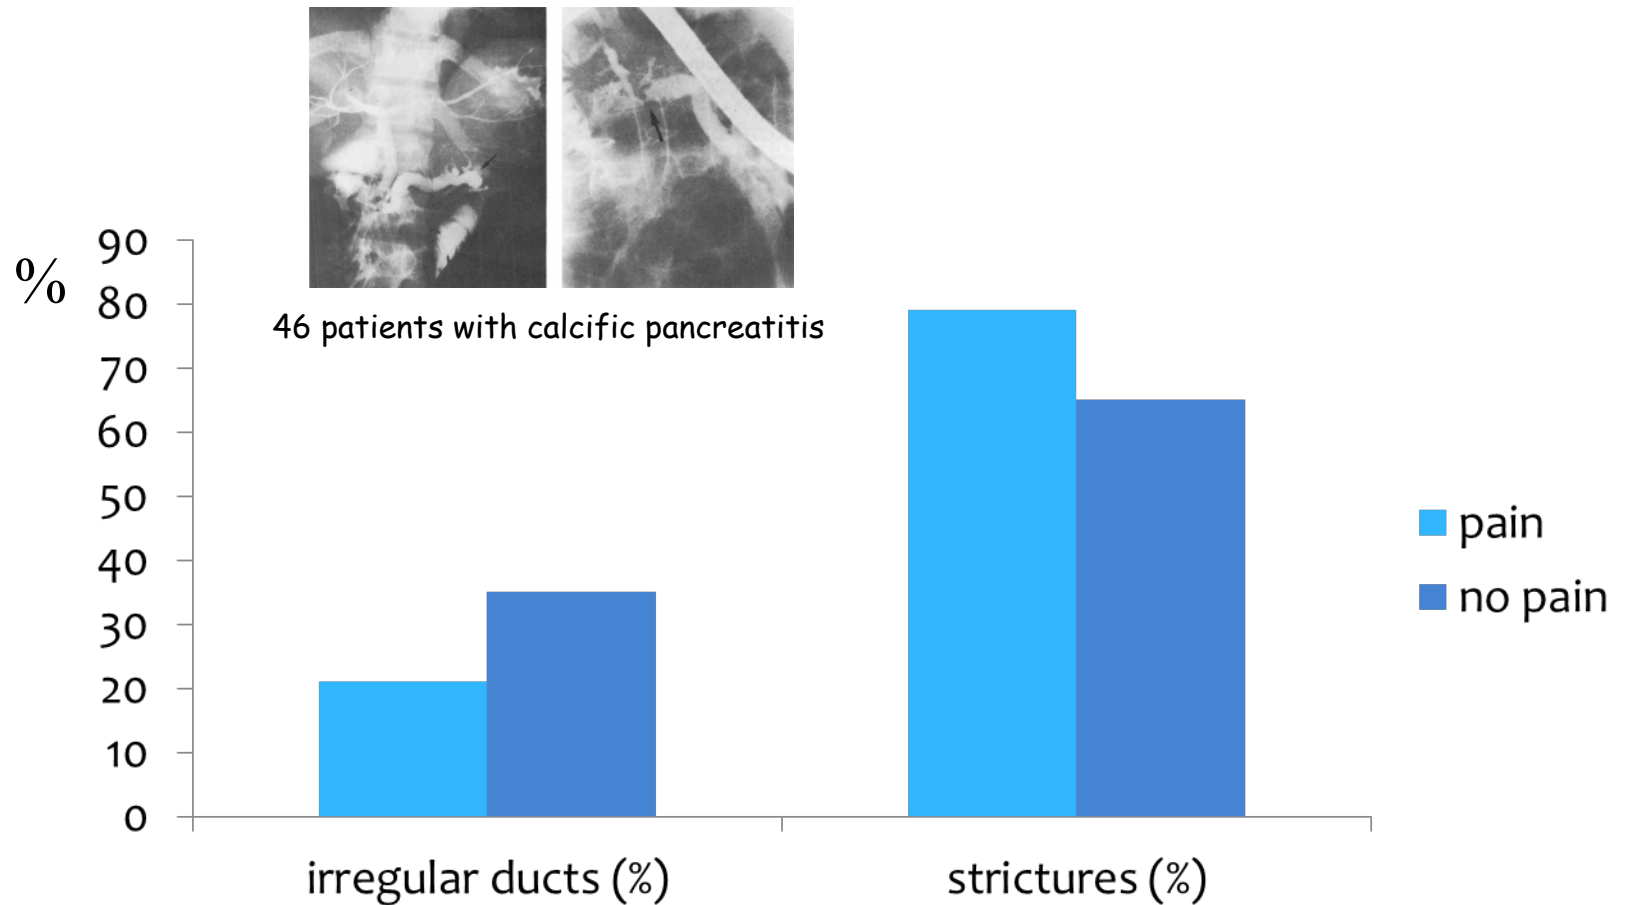 46 patients with calcific pancreatitis
%
90
80
70
60
50
40
30
20
10
0
irregular ducts (%)
strictures (%)
pain
no pain